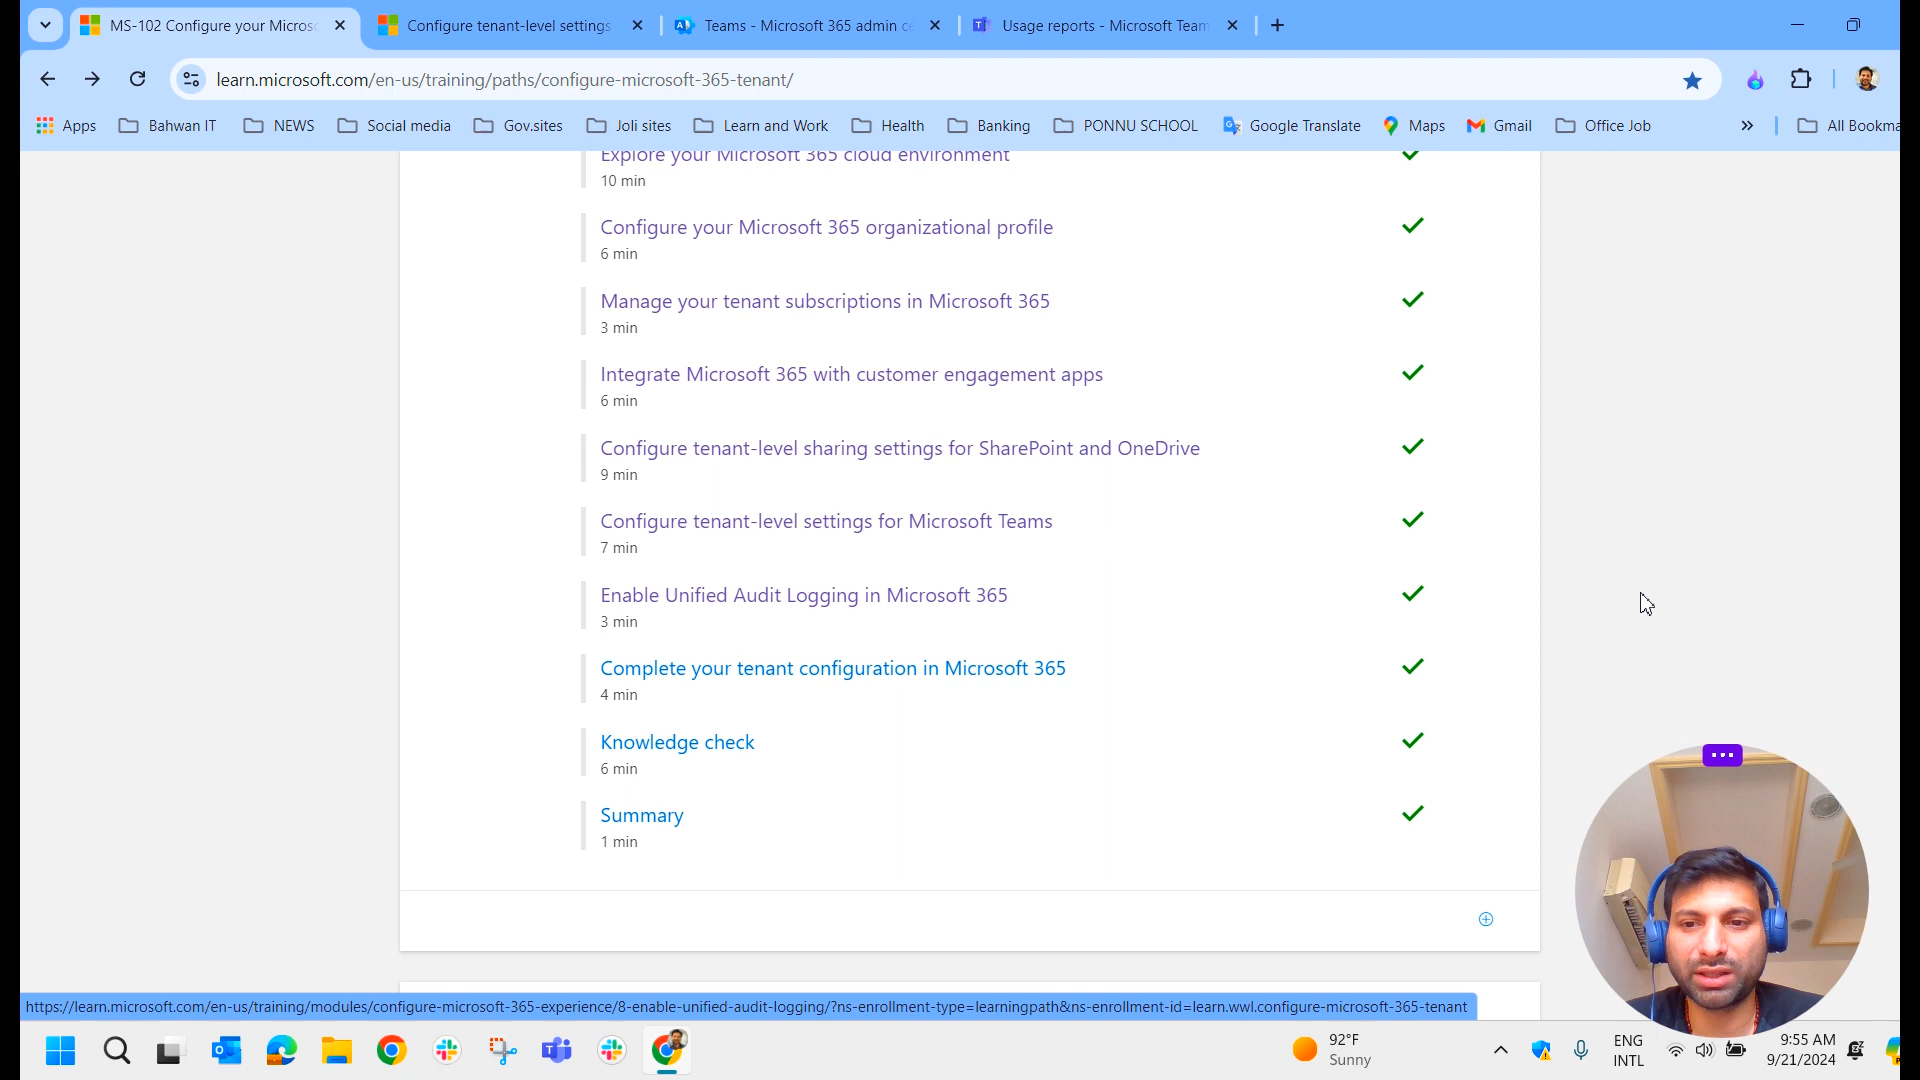 MS-102 Configure your Microsc
Configure tenant-level settings
Teams - Microsoft 365 admin ce
Usage reports - Microsoft Team
learn.microsoft.com/en-us/training/paths/configure-microsoft-365-tenant/
Apps
Bahwan IT
NEWS
Social media
Gov.sites
Joli sites
Learn and Work
Health
Banking
PONNU SCHOOL
Google Translate
Maps
Gmail
Office Job
All Bookma
Explore your Microsoft 365 cloud environment
10 min
Configure your Microsoft 365 organizational profile
6 min
Manage your tenant subscriptions in Microsoft 365
3 min
Integrate Microsoft 365 with customer engagement apps
6 min
Configure tenant-level sharing settings for SharePoint and OneDrive
9 min
Configure tenant-level settings for Microsoft Teams
7 min
Enable Unified Audit Logging in Microsoft 365
3 min
Complete your tenant configuration in Microsoft 365
4 min
Knowledge check
6 min
Summary
1 min
https://learn.microsoft.com/en-us/training/modules/configure-microsoft-365-experience/8-enable-unified-audit-logging/?ns-enrollment-type=learningpath&ns-enrollment-id=learn.wwl.configure-microsoft-365-tenant
92°F
Sunny
ENG
INTL
9:55 AM
9/21/2024